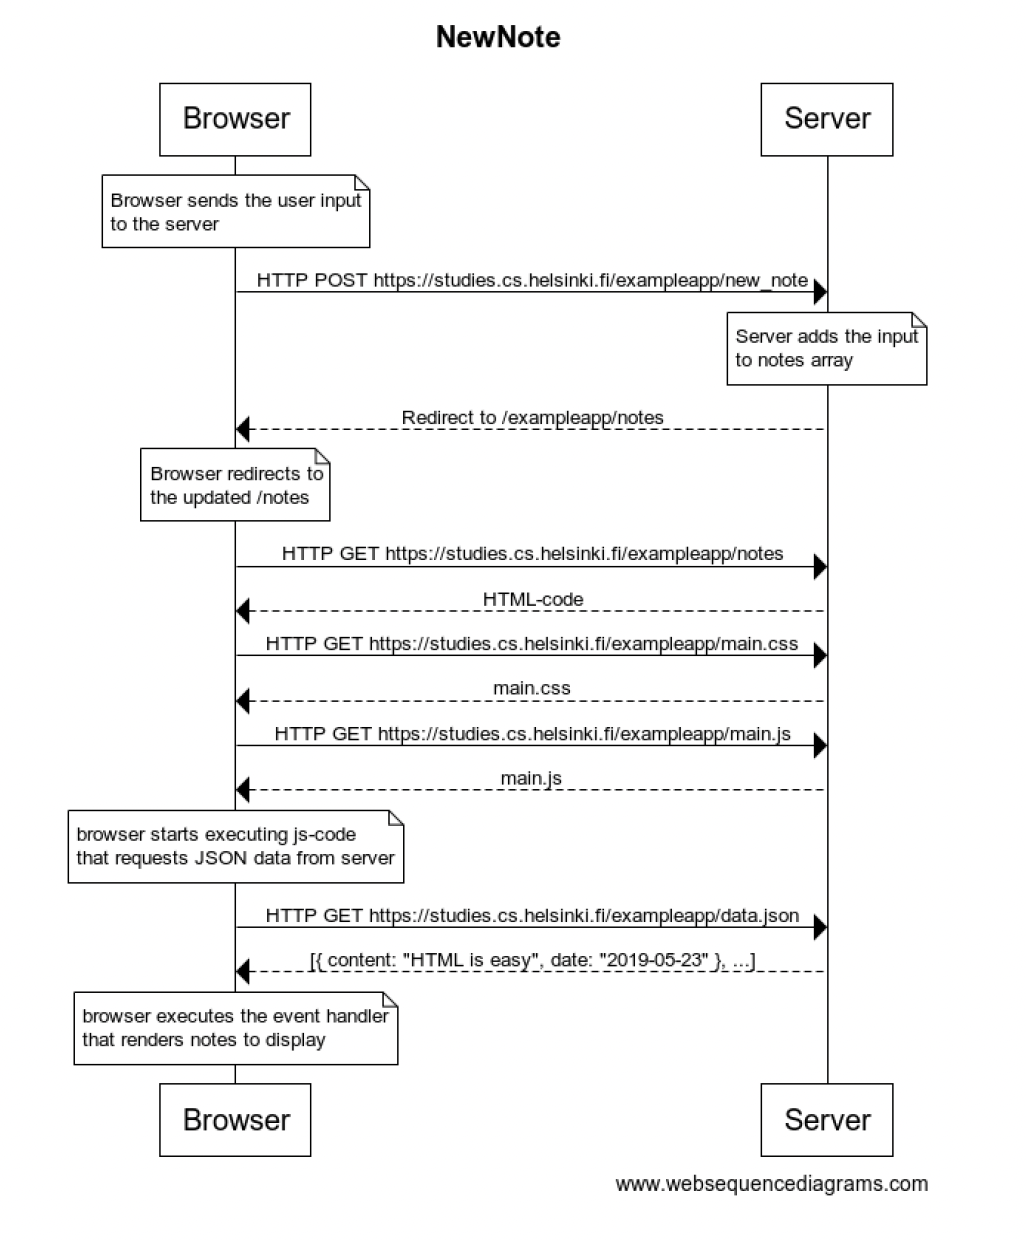 NewNote
Browser
Server
Browser sends the user input
to the server
HTTP POST https://studies.cs.helsinki.fi/exampleapp/new_note
Server adds the input
to notes array
Redirect to /exampleapp/notes
Browser redirects to
the updated /notes
HTTP GET https://studies.cs.helsinki.fi/exampleapp/notes
HTML-code
HTTP GET https://studies.cs.helsinki.fi/exampleapp/main.css
main.css
HTTP GET https://studies.cs.helsinki.fi/exampleapp/main.js
main.js
browser starts executing js-code
that requests JSON data from server
HTTP GET https://studies.cs.helsinki.fi/exampleapp/data.json
[{ content: "HTML is easy", date: "2019-05-23" }, ...]
browser executes the event handler
that renders notes to display
Browser
Server
www.websequencediagrams.com